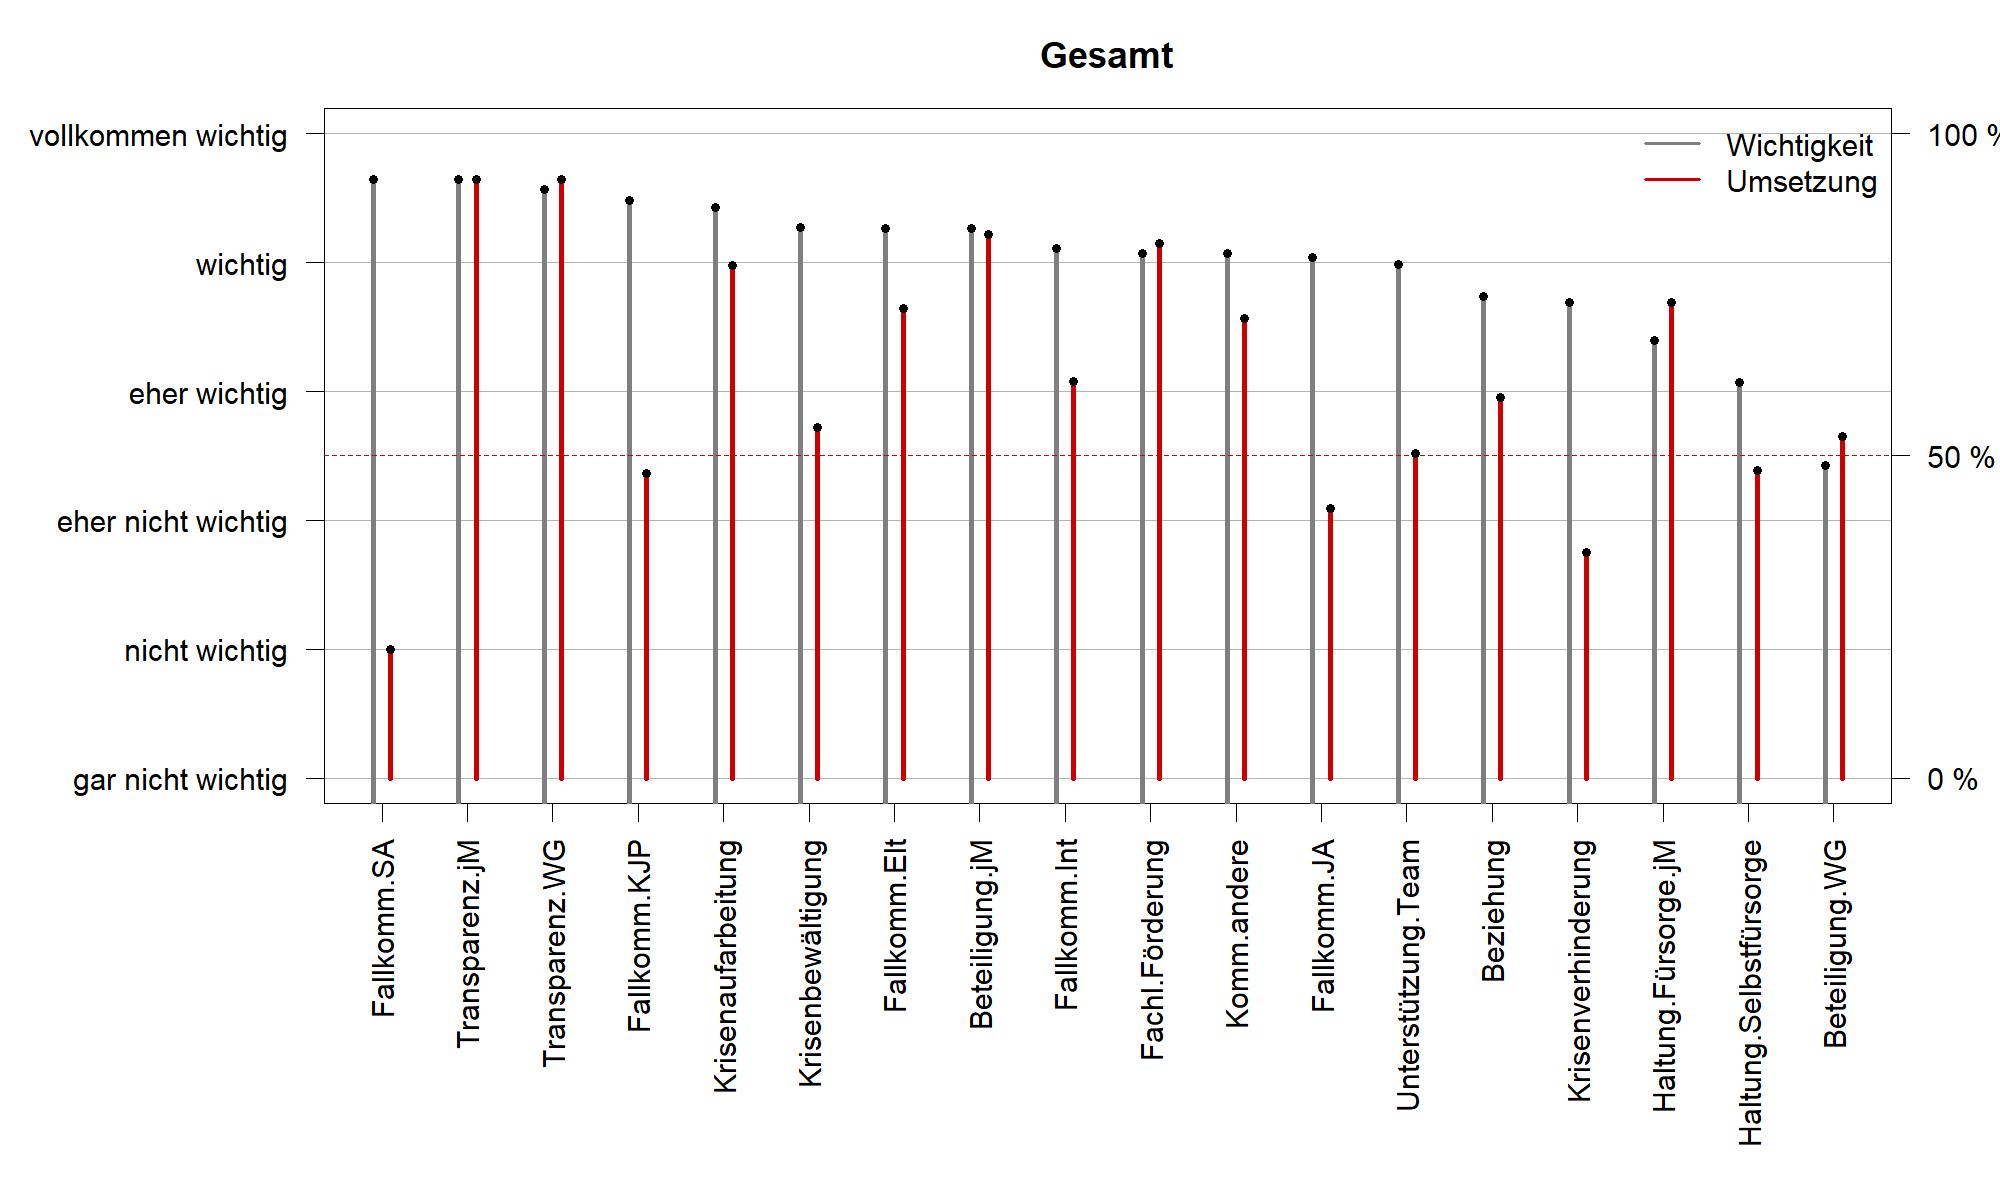 Gesamt
vollkommen wichtig
wichtig
eher wichtig
eher nicht wichtig
nicht wichtig
gar nicht wichtig
100 %
50 %
0 %
Wichtigkeit
Umsetzung
Fallkomm.SA
Transparenz.jM
Transparenz.WG
Fallkomm.KJP
Krisenaufarbeitung
Krisenbewältigung
Fallkomm.Elt
Beteiligung.jM
Fallkomm.Int
Fachl.Förderung
Komm.andere
Fallkomm.JA
Unterstützung.Team
Beziehung
Krisenverhinderung
Haltung.Fürsorge.jM
Haltung.Selbstfürsorge
Beteiligung.WG